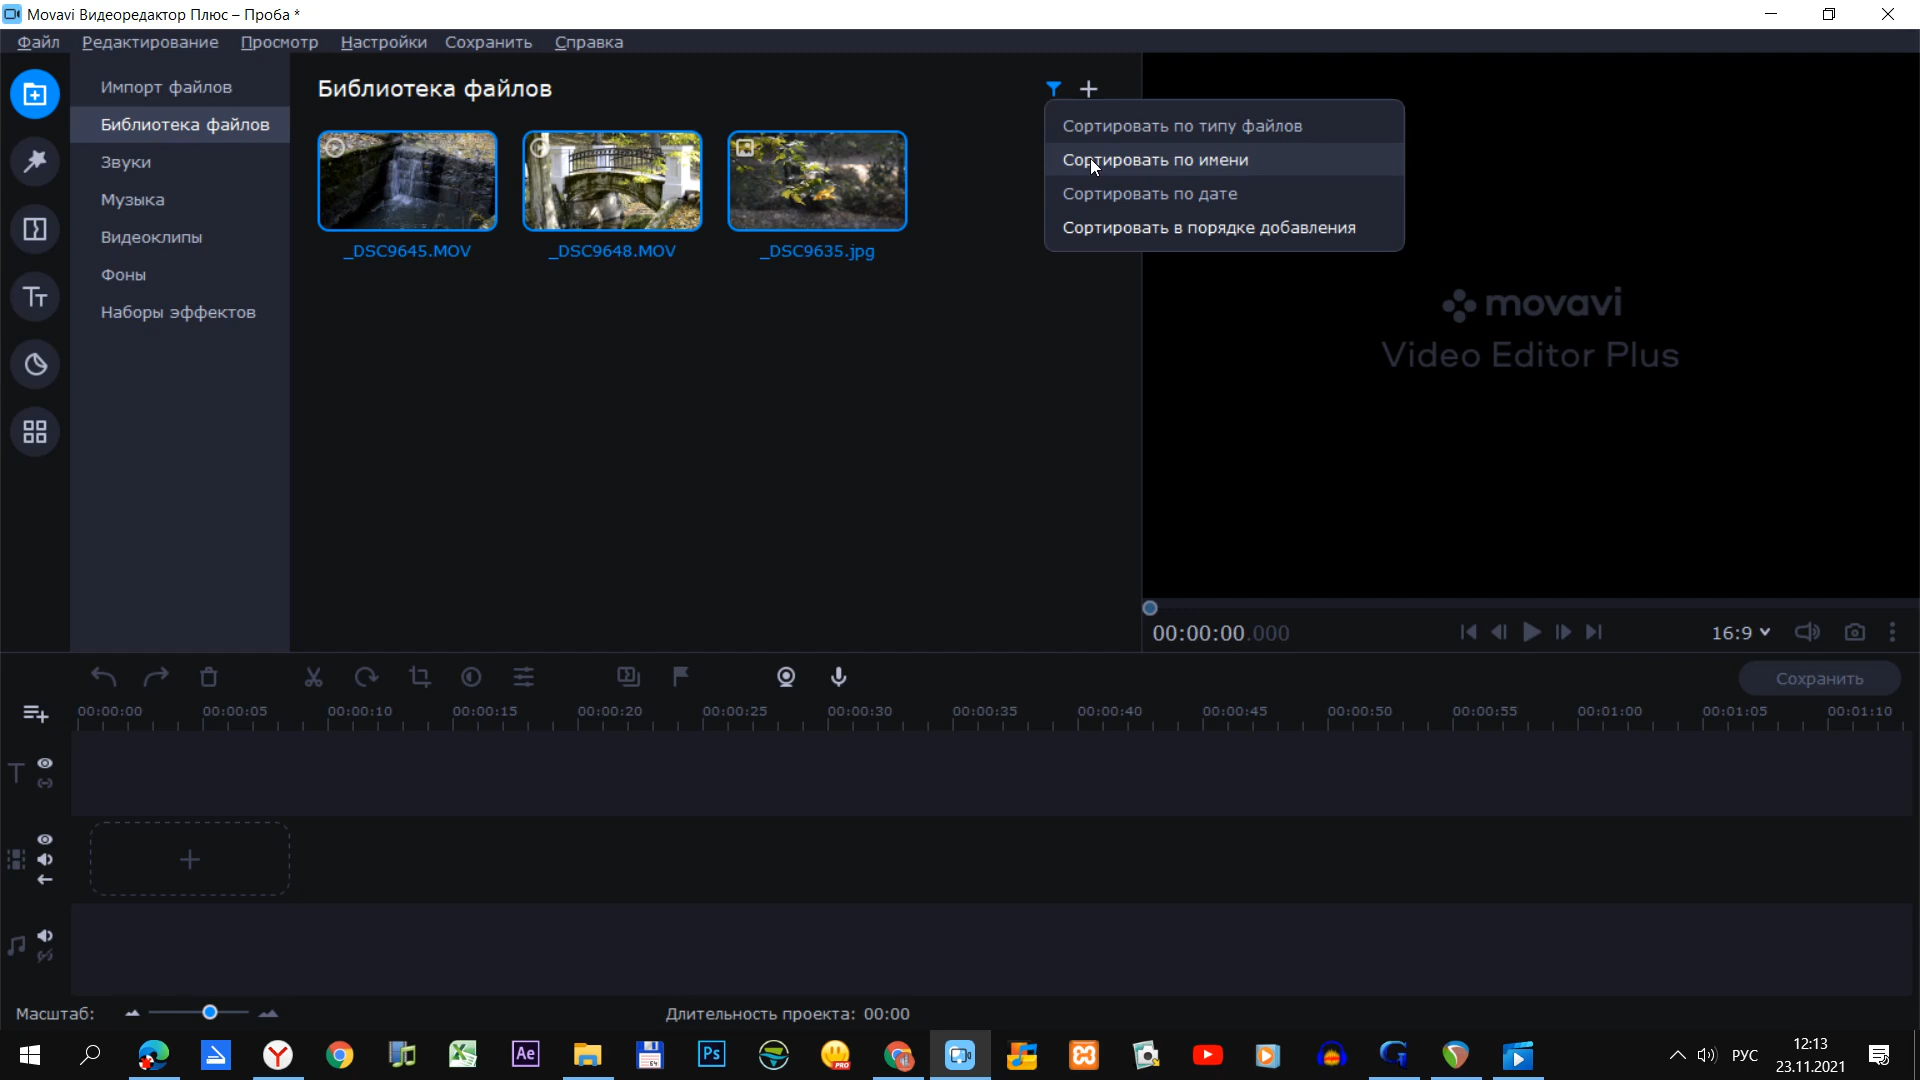 Movavi Видеоредактор Плюс – Проба *
Файл Редактирование Просмотр Настройки Сохранить Справка
Импорт файлов
Библиотека файлов
Звуки
Музыка
Видеоклипы
Фоны
Наборы эффектов
Библиотека файлов
_DSC9645.MOV
_DSC9648.MOV
_DSC9635.jpg
Сортировать по типу файлов
Сортировать по имени
Сортировать по дате
Сортировать в порядке добавления
movavi
Video Editor Plus
00:00:00.000
16:9
Сохранить
00:00:00 00:00:05 00:00:10 00:00:15 00:00:20 00:00:25 00:00:30 00:00:35 00:00:40 00:00:45 00:00:50 00:00:55 00:01:00 00:01:05 00:01:10
Масштаб:
Длительность проекта: 00:00
Ae
64
Ps
PRO
РУС
12:13
23.11.2021